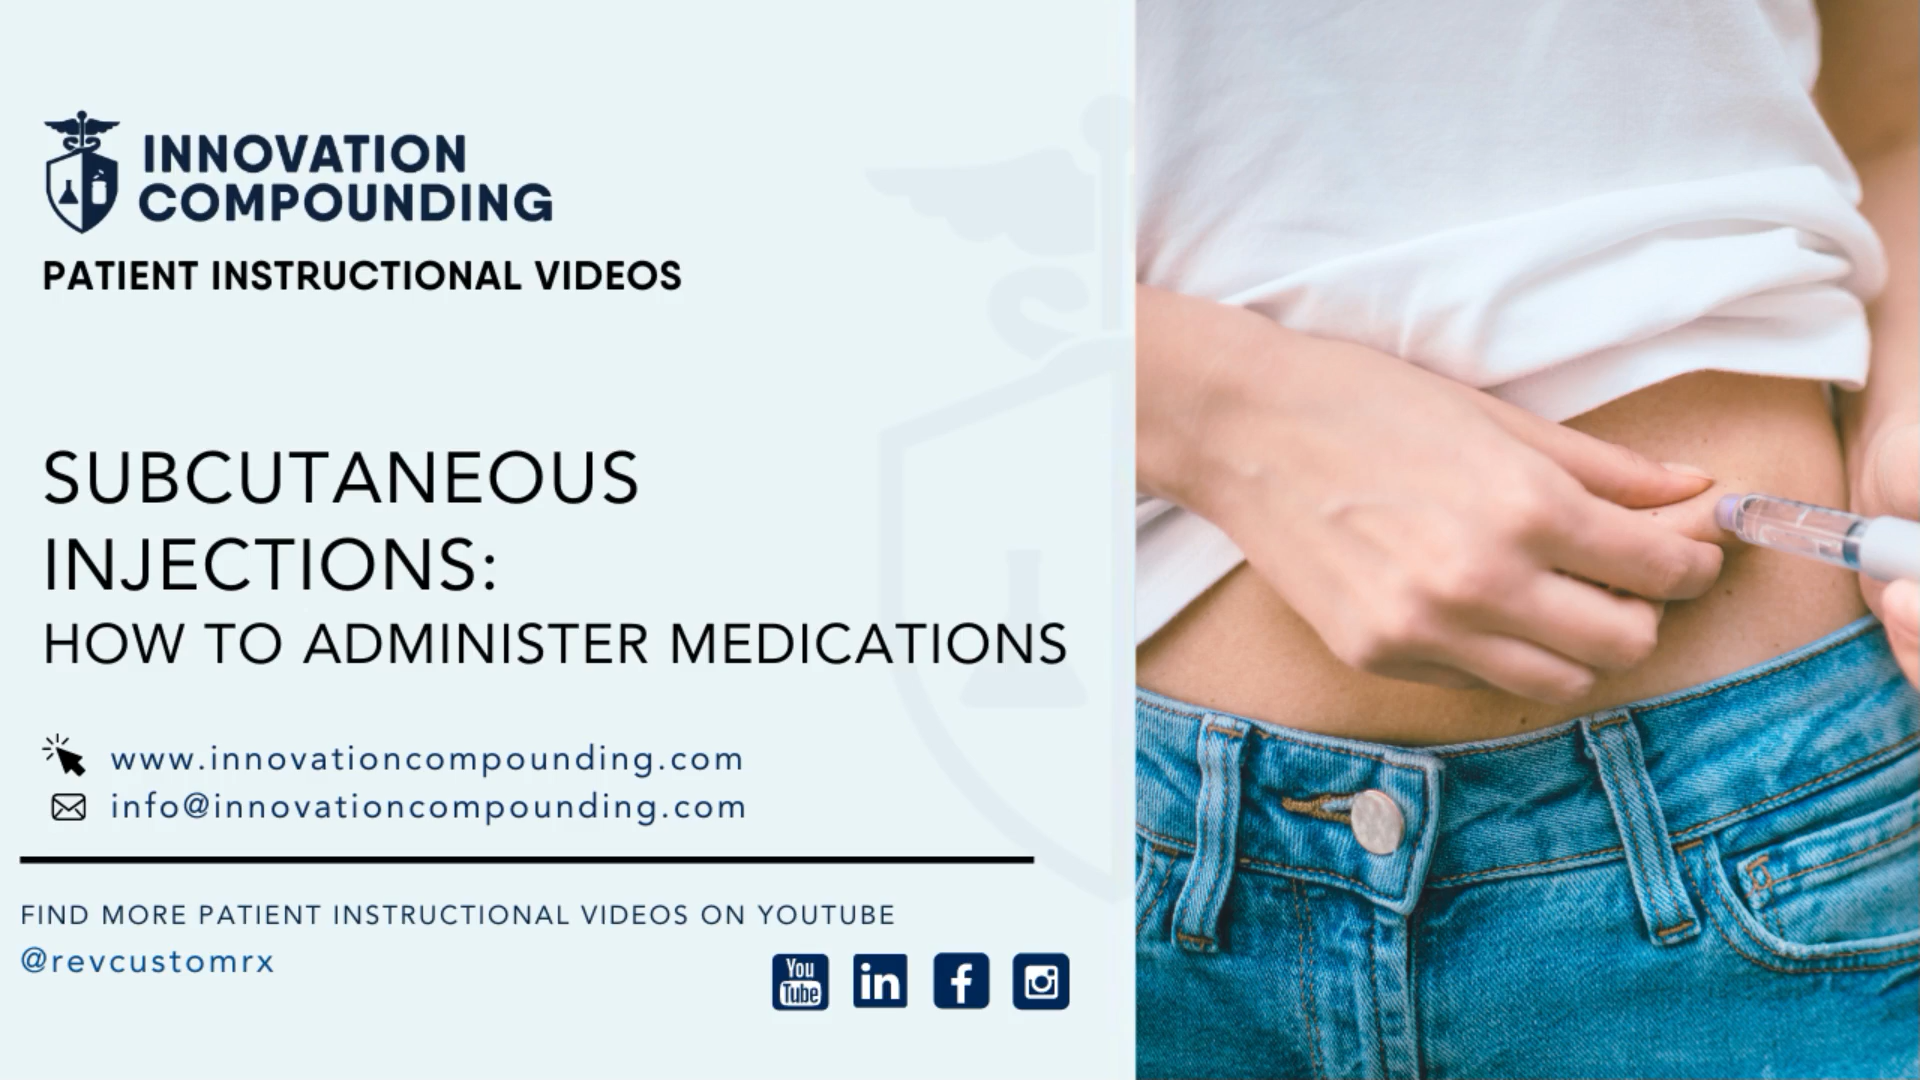 INNOVATION
COMPOUNDING
PATIENT INSTRUCTIONAL VIDEOS
SUBCUTANEOUS
INJECTIONS:
HOW TO ADMINISTER MEDICATIONS
www.innovationcompounding.com
info@innovationcompounding.com
FIND MORE PATIENT INSTRUCTIONAL VIDEOS ON YOUTUBE
@revcustomrx
You
Tube
in
f